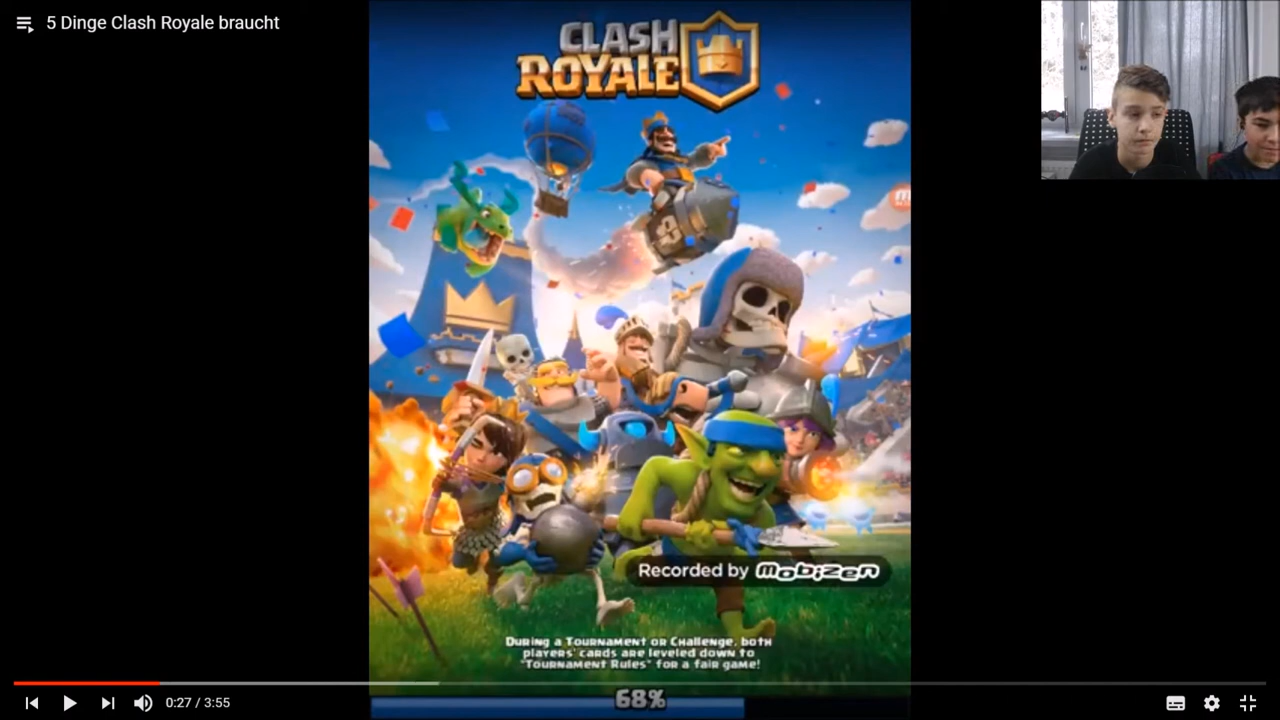 5 Dinge Clash Royale braucht
CLASH
ROYALE
Recorded by Mobizen
During a Tournament or Challenge, both
players' cards are leveled down to
"Tournament Rules" for a fair game!
68%
0:27 / 3:55